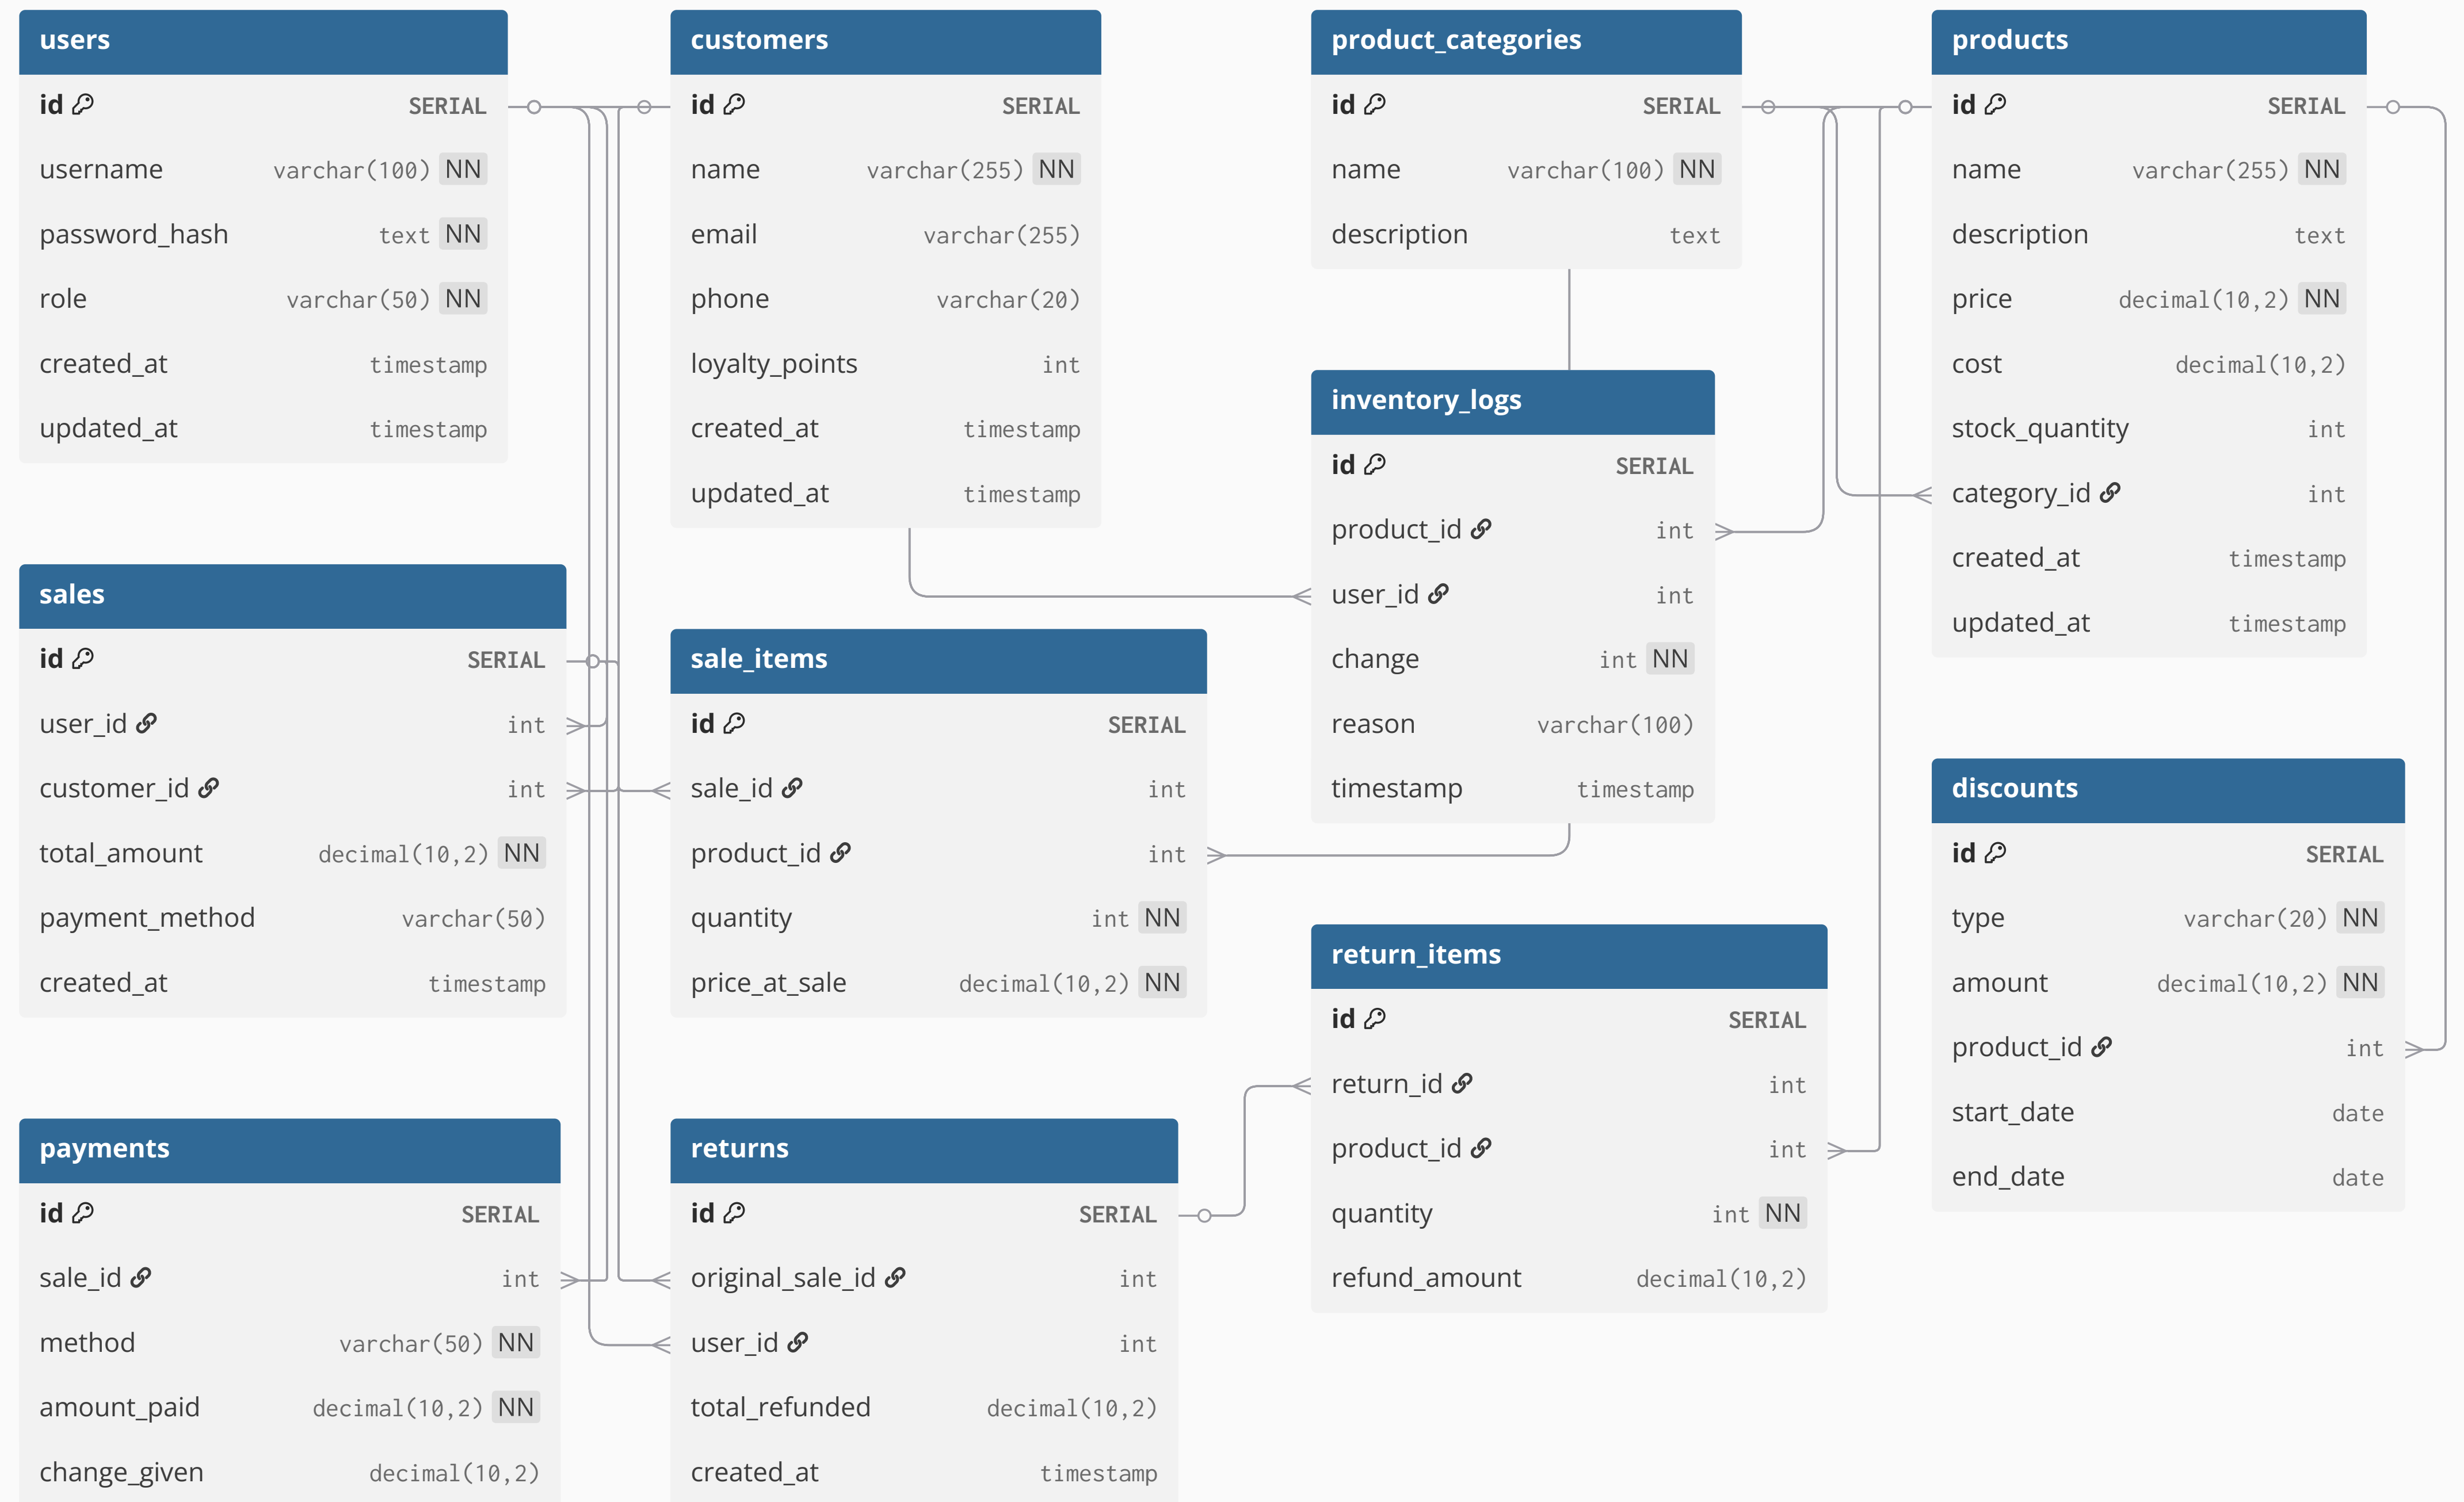 users
id SERIAL
username varchar(100) NN
password_hash text NN
role varchar(50) NN
created_at timestamp
updated_at timestamp
customers
id SERIAL
name varchar(255) NN
email varchar(255)
phone varchar(20)
loyalty_points int
created_at timestamp
updated_at timestamp
product_categories
id SERIAL
name varchar(100) NN
description text
products
id SERIAL
name varchar(255) NN
description text
price decimal(10,2) NN
cost decimal(10,2)
stock_quantity int
category_id int
created_at timestamp
updated_at timestamp
inventory_logs
id SERIAL
product_id int
user_id int
change int NN
reason varchar(100)
timestamp timestamp
sales
id SERIAL
user_id int
customer_id int
total_amount decimal(10,2) NN
payment_method varchar(50)
created_at timestamp
sale_items
id SERIAL
sale_id int
product_id int
quantity int NN
price_at_sale decimal(10,2) NN
discounts
id SERIAL
type varchar(20) NN
amount decimal(10,2) NN
product_id int
start_date date
end_date date
return_items
id SERIAL
return_id int
product_id int
quantity int NN
refund_amount decimal(10,2)
payments
id SERIAL
sale_id int
method varchar(50) NN
amount_paid decimal(10,2) NN
change_given decimal(10,2)
returns
id SERIAL
original_sale_id int
user_id int
total_refunded decimal(10,2)
created_at timestamp